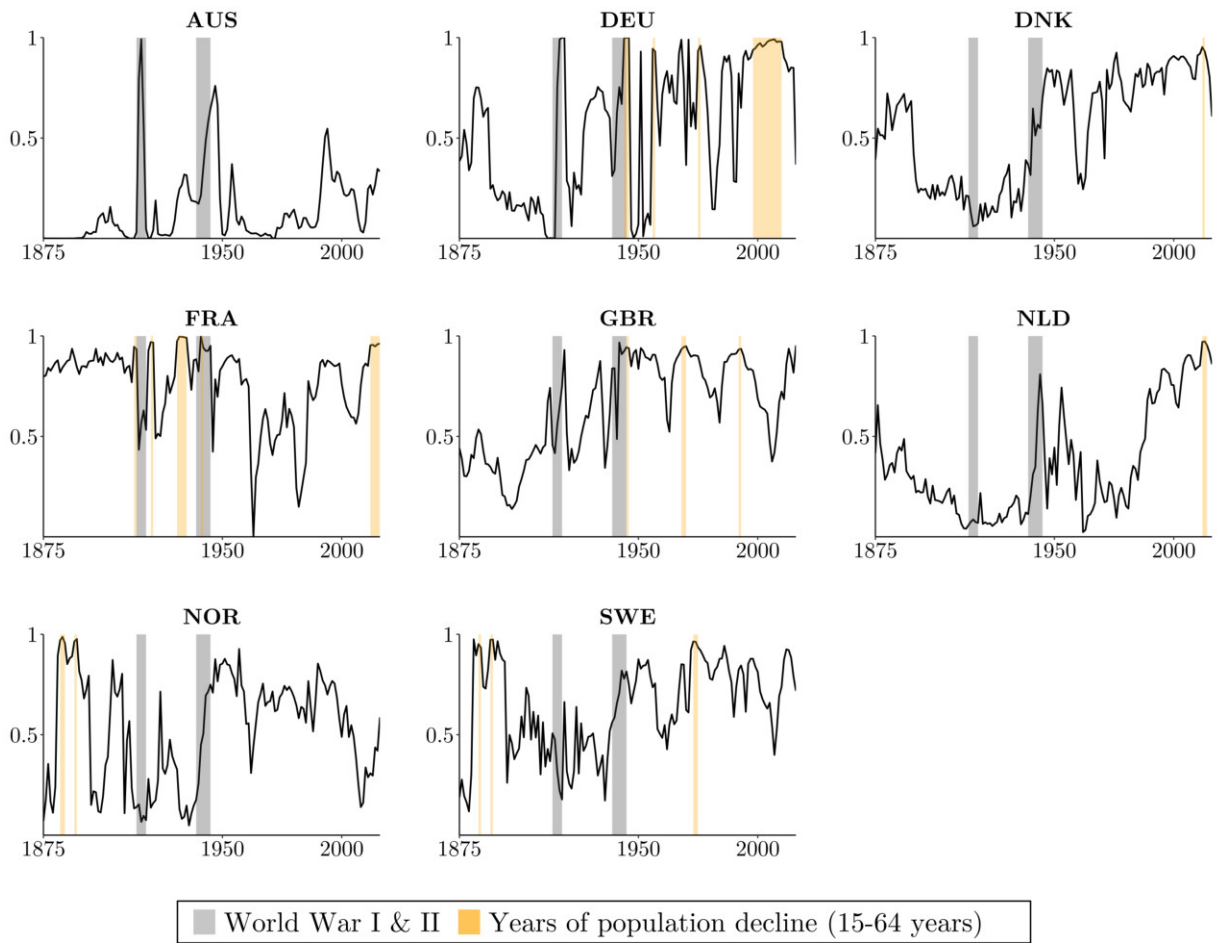 AUS DEU DNK
1 1 1
0.5 0.5 0.5
1875 1950 2000 1875 1950 2000 1875 1950 2000
FRA GBR NLD
1 1 1
0.5 0.5 0.5
1875 1950 2000 1875 1950 2000 1875 1950 2000
NOR SWE
1 1
0.5 0.5
1875 1950 2000 1875 1950 2000
World War I & II Years of population decline (15-64 years)